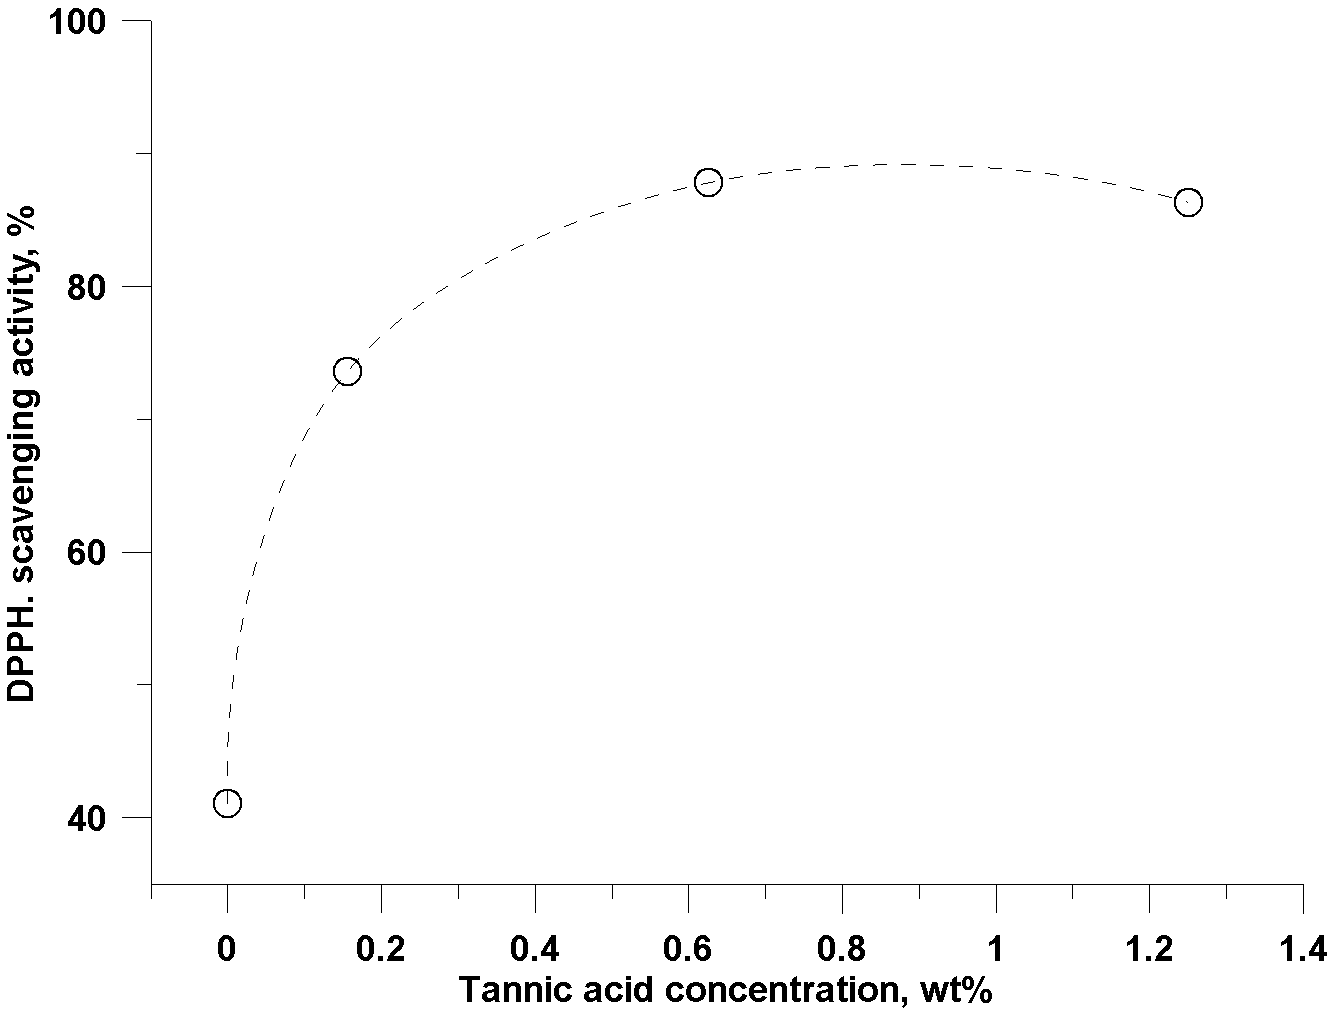 100
80
60
40
DPPH. scavenging activity, %
0 0.2 0.4 0.6 0.8 1 1.2 1.4
Tannic acid concentration, wt%